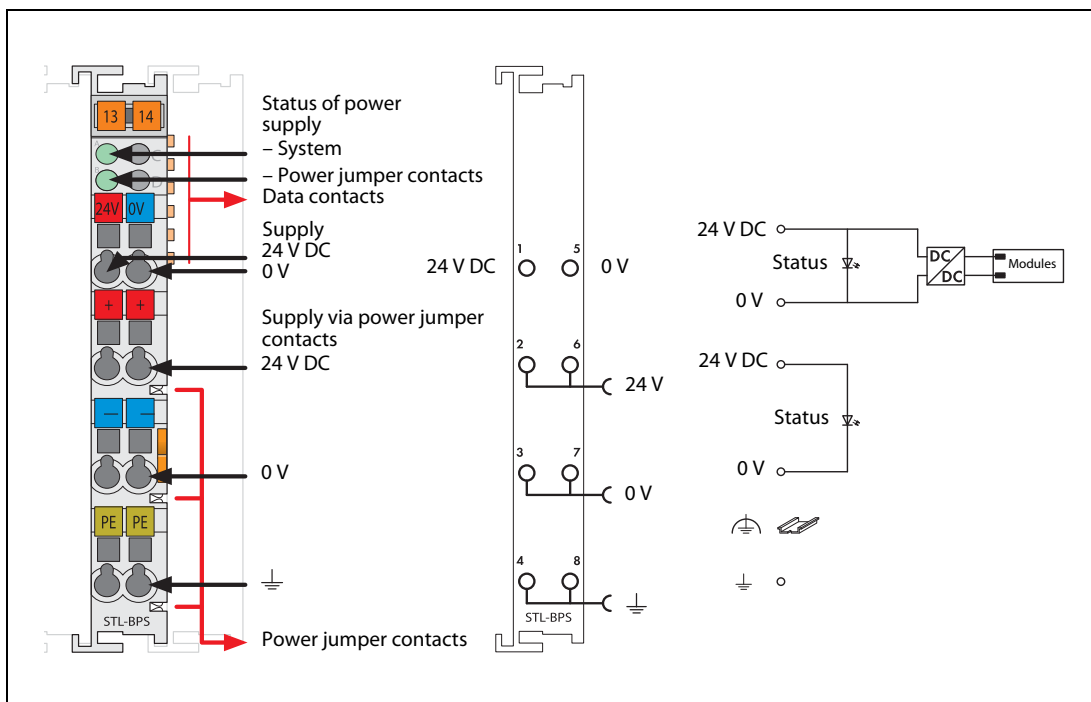 13 14
Status of power
supply
A C
– System
B D
– Power jumper contacts
Data contacts
24V 0V
Supply
24 V DC
0 V
+ +
Supply via power jumper
contacts
24 V DC
— —
0 V
PE PE
STL-BPS
Power jumper contacts
1 5
24 V DC 0 V
2 6
24 V
3 7
0 V
4 8
STL-BPS
24 V DC
Status
DC
DC
Modules
0 V
24 V DC
Status
0 V